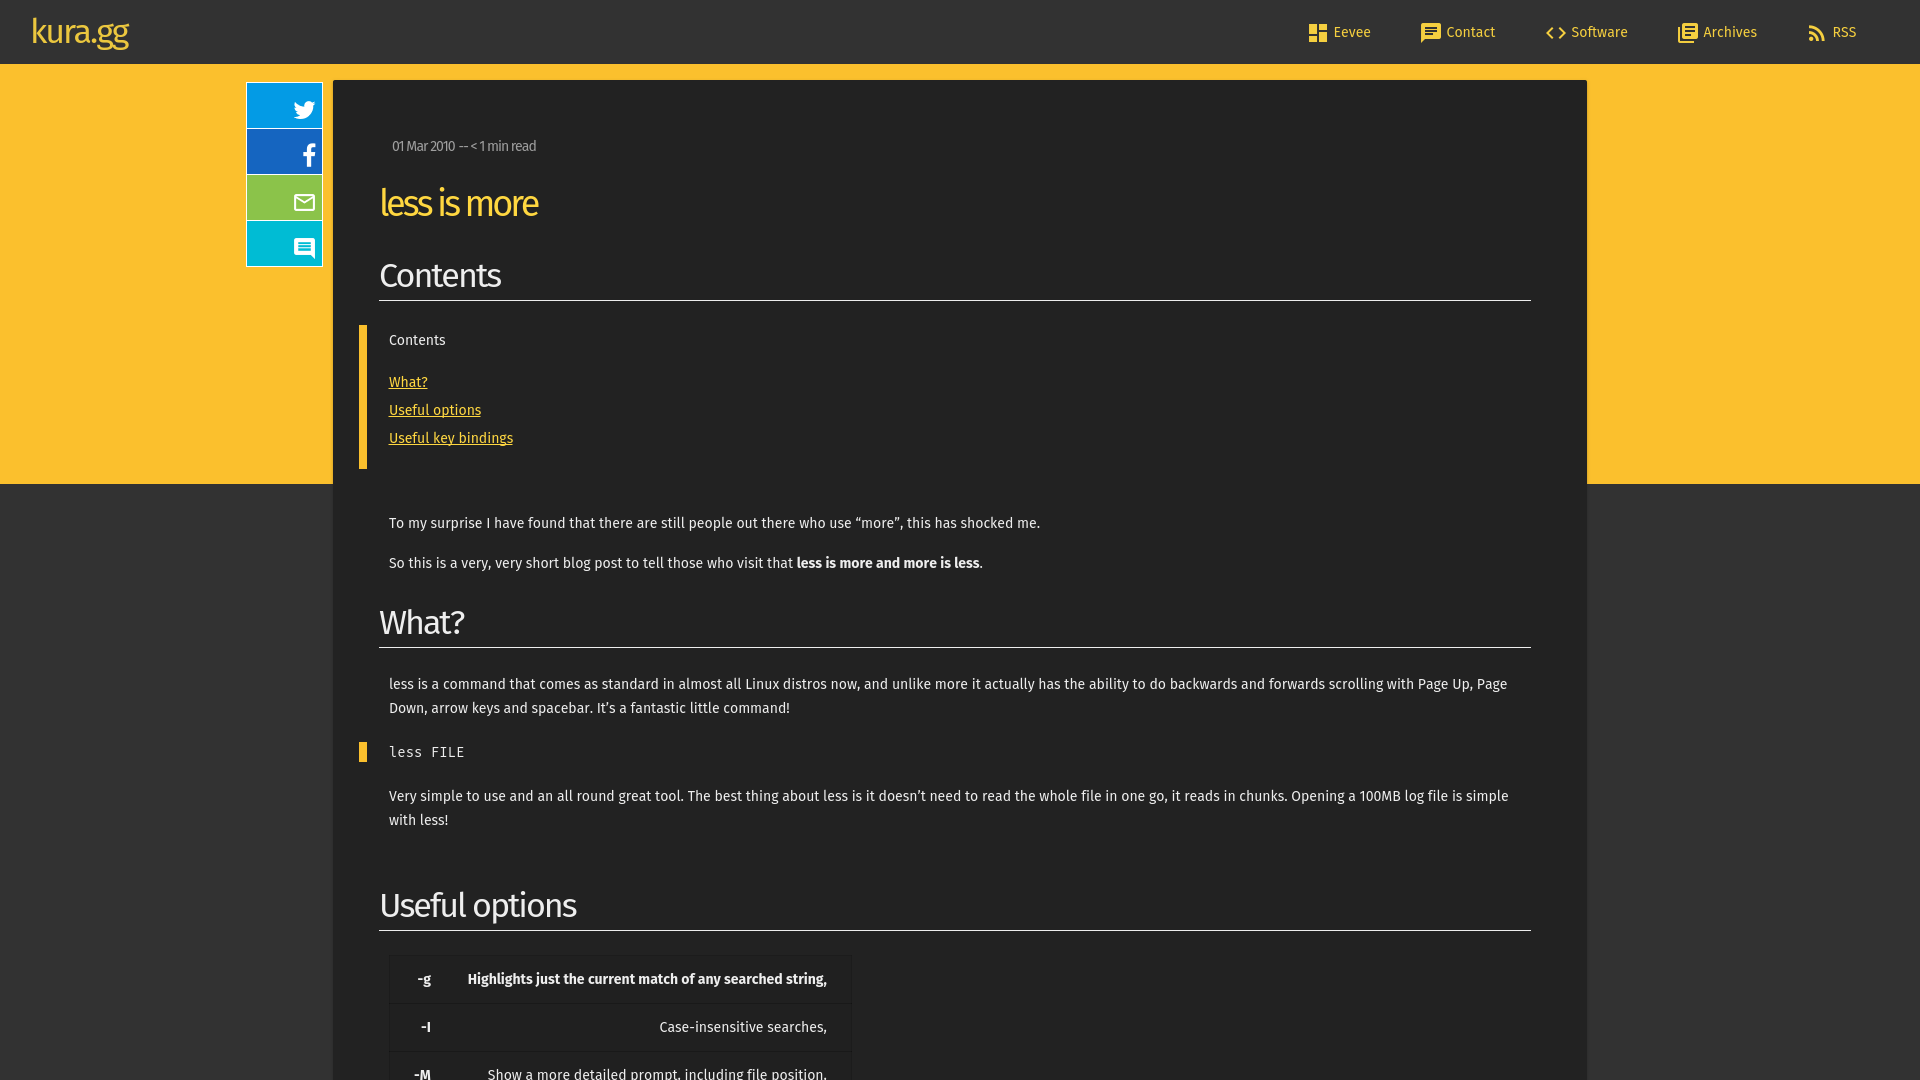 kura.gg
Eevee
Contact
Software
Archives
RSS
01 Mar 2010 -- < 1 min read
less is more
Contents
Contents
What?
Useful options
Useful key bindings
To my surprise I have found that there are still people out there who use “more”, this has shocked me.
So this is a very, very short blog post to tell those who visit that less is more and more is less.
What?
less is a command that comes as standard in almost all Linux distros now, and unlike more it actually has the ability to do backwards and forwards scrolling with Page Up, Page
Down, arrow keys and spacebar. It’s a fantastic little command!
less FILE
Very simple to use and an all round great tool. The best thing about less is it doesn’t need to read the whole file in one go, it reads in chunks. Opening a 100MB log file is simple
with less!
Useful options
-g Highlights just the current match of any searched string,
-I Case-insensitive searches,
-M Show a more detailed prompt, including file position,